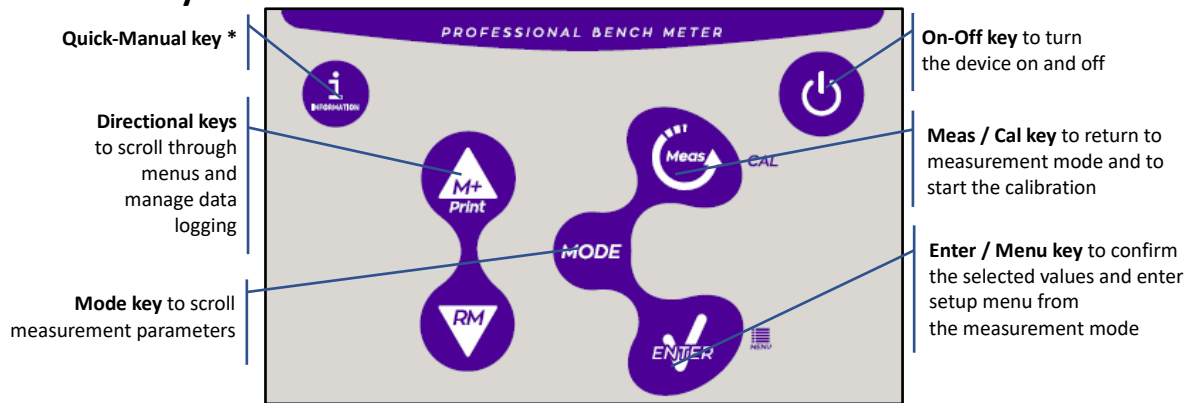 PROFESSIONAL BENCH METER
Quick-Manual key *
i
INFORMATION
Directional keys
to scroll through
menus and
manage data
logging
Mode key to scroll
measurement parameters
M+
Print
RM
MODE
Meas
CAL
ENTER
MENU
On-Off key to turn
the device on and off
Meas / Cal key to return to
measurement mode and to
start the calibration
Enter / Menu key to confirm
the selected values and enter
setup menu from
the measurement mode